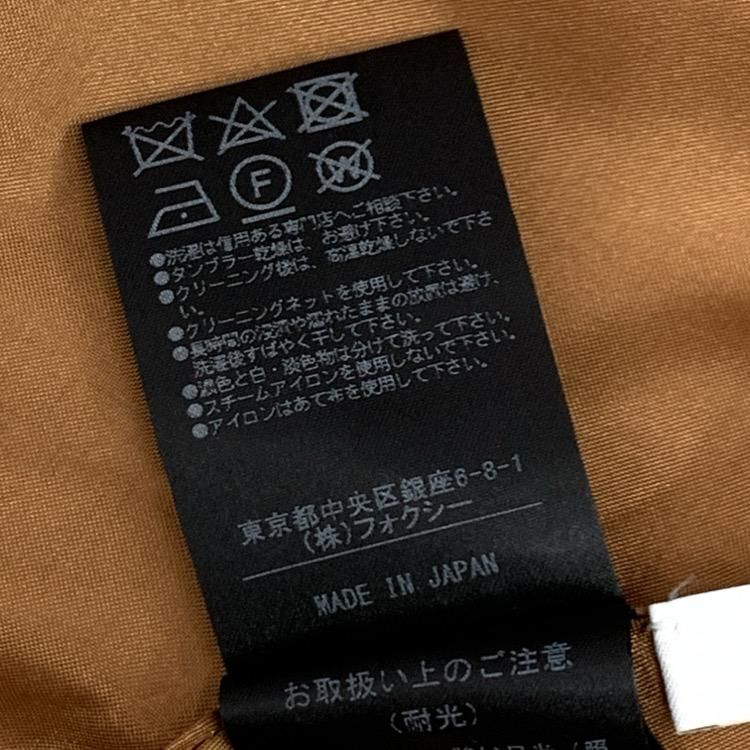 F
W
●洗濯は信用ある専門店へご相談下さい。
●タンブラー乾燥は、お避け下さい。
●クリーニング後は、高温乾燥しないで下さ
い。
●クリーニングネットを使用して下さい。
●長時間の浸漬や濡れたままの放置は避け、
洗濯後すばやく干して下さい。
●濃色と白・淡色物は分けて洗って下さい。
●スチームアイロンを使用しないで下さい。
●アイロンはあて布を使用して下さい。
東京都中央区銀座6-8-1
(株)フォクシー
MADE IN JAPAN
お取扱い上のご注意
(耐光)